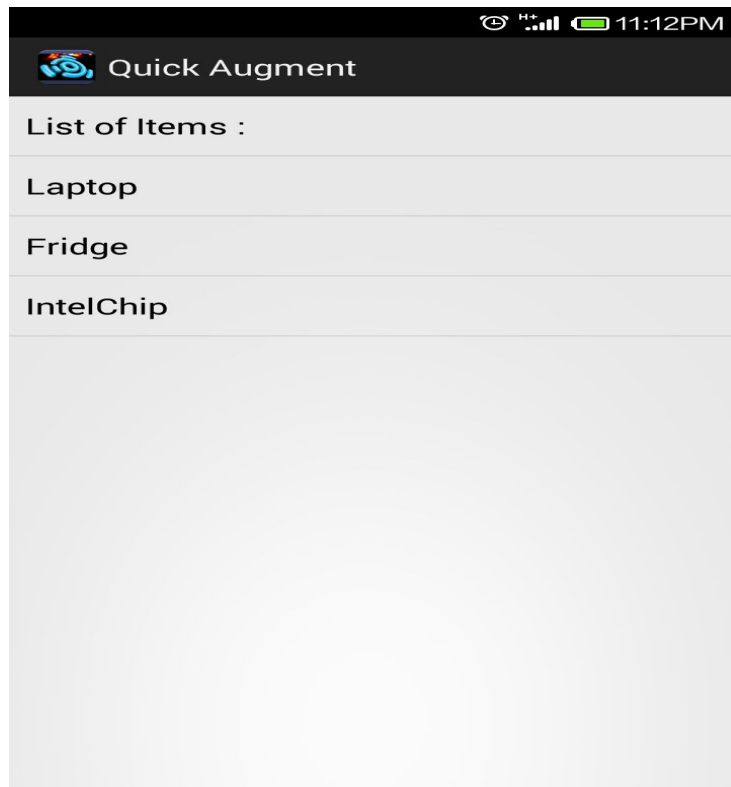 H+ 11:12PM
Quick Augment
List of Items :
Laptop
Fridge
IntelChip